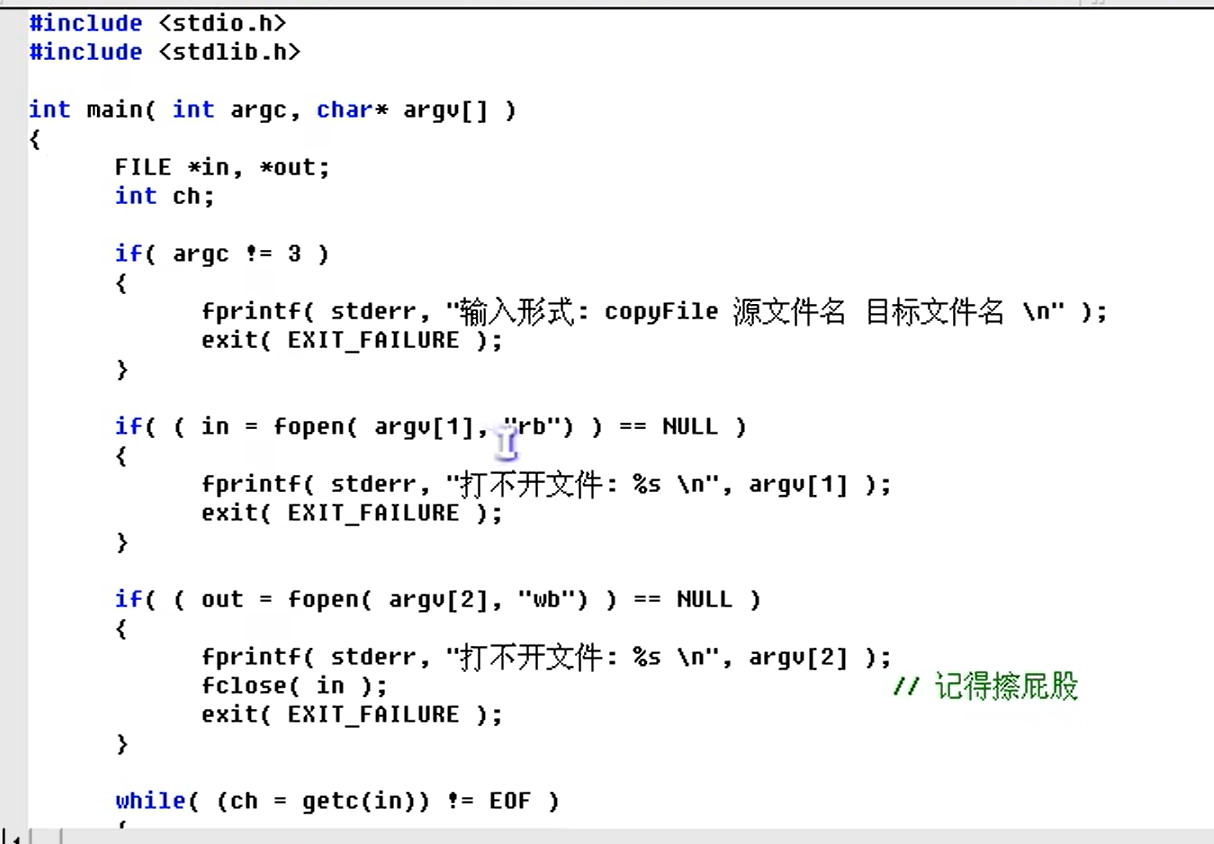 #include <stdio.h>
#include <stdlib.h>
int main( int argc, char* argv[] )
{
FILE *in, *out;
int ch;
if( argc != 3 )
{
fprintf( stderr, "输入形式: copyFile 源文件名 目标文件名 \n" );
exit( EXIT_FAILURE );
}
if( ( in = fopen( argv[1], "rb") ) == NULL )
{
fprintf( stderr, "打不开文件: %s \n", argv[1] );
exit( EXIT_FAILURE );
}
if( ( out = fopen( argv[2], "wb") ) == NULL )
{
fprintf( stderr, "打不开文件: %s \n", argv[2] );
fclose( in ); // 记得擦屁股
exit( EXIT_FAILURE );
}
while( (ch = getc(in)) != EOF )
{